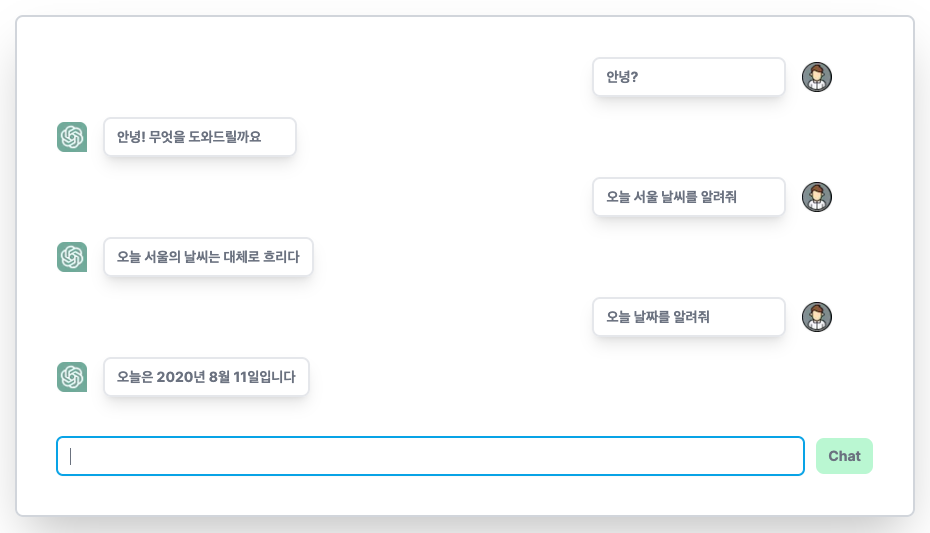 안녕?
안녕! 무엇을 도와드릴까요
오늘 서울 날씨를 알려줘
오늘 서울의 날씨는 대체로 흐리다
오늘 날짜를 알려줘
오늘은 2020년 8월 11일입니다
Chat